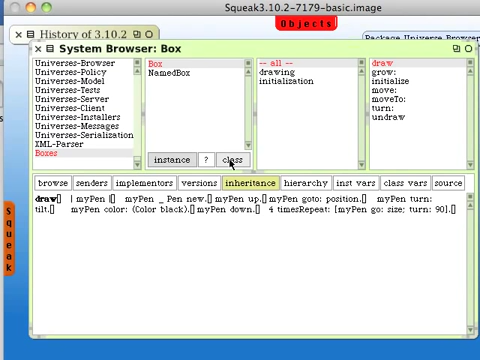 Squeak3.10.2-7179-basic.image
Objects
History of 3.10.2
Package Universe Browser
System Browser: Box
Universes-Browser
Universes-Policy
Universes-Model
Universes-Tests
Universes-Server
Universes-Client
Universes-Installers
Universes-Messages
Universes-Serialization
XML-Parser
Boxes
Box
NamedBox
instance ? class
-- all --
drawing
initialization
draw
grow:
initialize
move:
moveTo:
turn:
undraw
browse senders implementors versions inheritance hierarchy inst vars class vars source
draw▯ | myPen |▯ myPen _ Pen new.▯ myPen up.▯ myPen goto: position.▯ myPen turn:
tilt.▯ myPen color: (Color black).▯ myPen down.▯ 4 timesRepeat: [myPen go: size; turn: 90].▯
Squeak